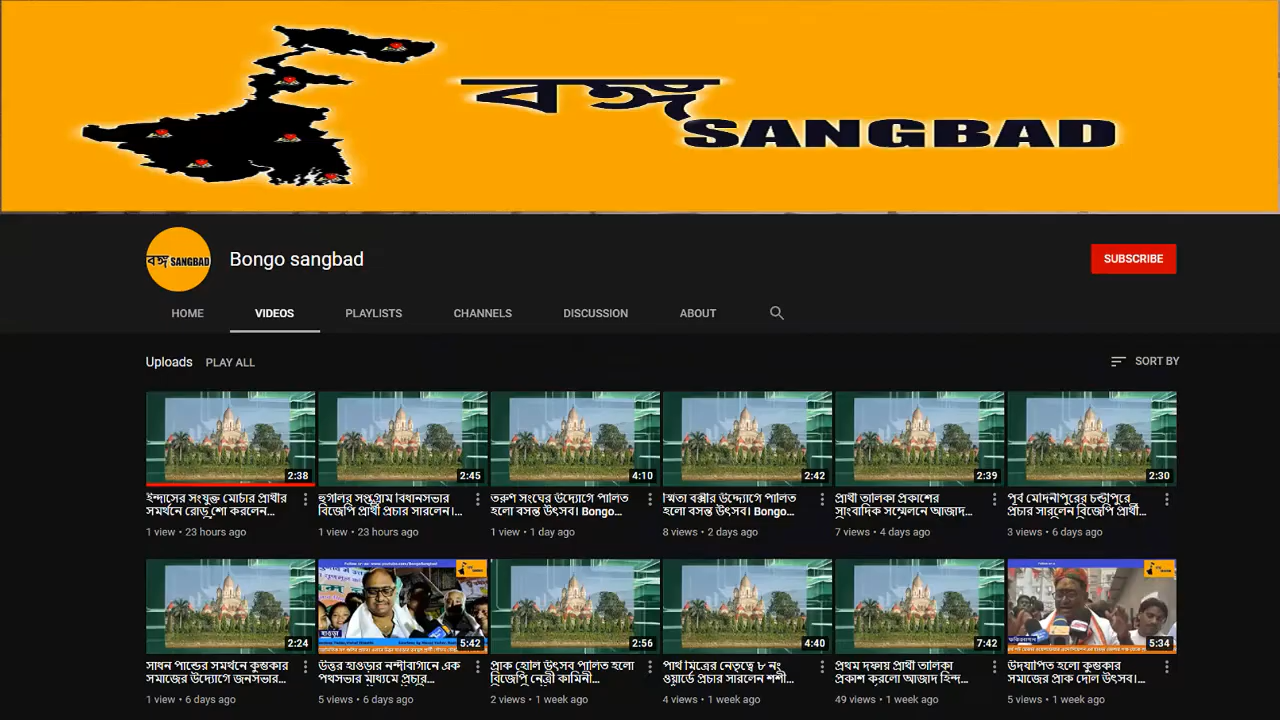 বঙ্গ
SANGBAD
বঙ্গ SANGBAD
Bongo sangbad
SUBSCRIBE
HOME VIDEOS PLAYLISTS CHANNELS DISCUSSION ABOUT
Uploads PLAY ALL SORT BY
2:38 2:45 4:10 2:42 2:39 2:30
ইন্দাসের সংযুক্ত মোর্চার প্রার্থীর
সমর্থনে রোড় শো করলেন...
হুগলির সপ্তগ্রাম বিধানসভার
বিজেপি প্রার্থী প্রচার সারলেন।...
তরুণ সংঘের উদ্যোগে পালিত
হলো বসন্ত উৎসব। Bongo...
স্মিতা বক্সীর উদ্দ্যোগে পালিত
হলো বসন্ত উৎসব। Bongo...
প্রার্থী তালিকা প্রকাশের
সাংবাদিক সম্মেলনে আজাদ...
পূর্ব মেদিনীপুরের চন্ডীপুরে
প্রচার সারলেন বিজেপি প্রার্থী...
1 view • 23 hours ago
1 view • 23 hours ago
1 view • 1 day ago
8 views • 2 days ago
7 views • 4 days ago
3 views • 6 days ago
2:24 5:42 2:56 4:40 7:42 5:34
হাওড়া
সাধন পান্ডের সমর্থনে কুম্ভকার
সমাজের উদ্যোগে জনসভার...
উত্তর হাওড়ার নন্দীবাগানে এক
পথসভার মাধ্যমে প্রচার...
প্রাক হোলি উৎসব পালিত হলো
বিজেপি নেত্রী কামিনী...
পার্থ মিত্রের নেতৃত্বে ৮ নং
ওয়ার্ডে প্রচার সারলেন শশী...
প্রথম দফায় প্রার্থী তালিকা
প্রকাশ করলো আজাদ হিন্দ...
উদযাপিত হলো কুম্ভকার
সমাজের প্রাক দোল উৎসব।...
1 view • 6 days ago
5 views • 6 days ago
2 views • 1 week ago
4 views • 1 week ago
49 views • 1 week ago
5 views • 1 week ago